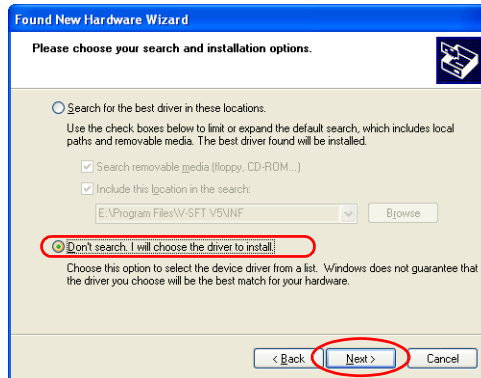 Found New Hardware Wizard
Please choose your search and installation options.
Search for the best driver in these locations.
Use the check boxes below to limit or expand the default search, which includes local
paths and removable media. The best driver found will be installed.
Search removable media (floppy, CD-ROM...)
Include this location in the search:
E:\Program Files\V-SFT V5\INF
Browse
Don't search. I will choose the driver to install.
Choose this option to select the device driver from a list. Windows does not guarantee that
the driver you choose will be the best match for your hardware.
< Back
Next >
Cancel